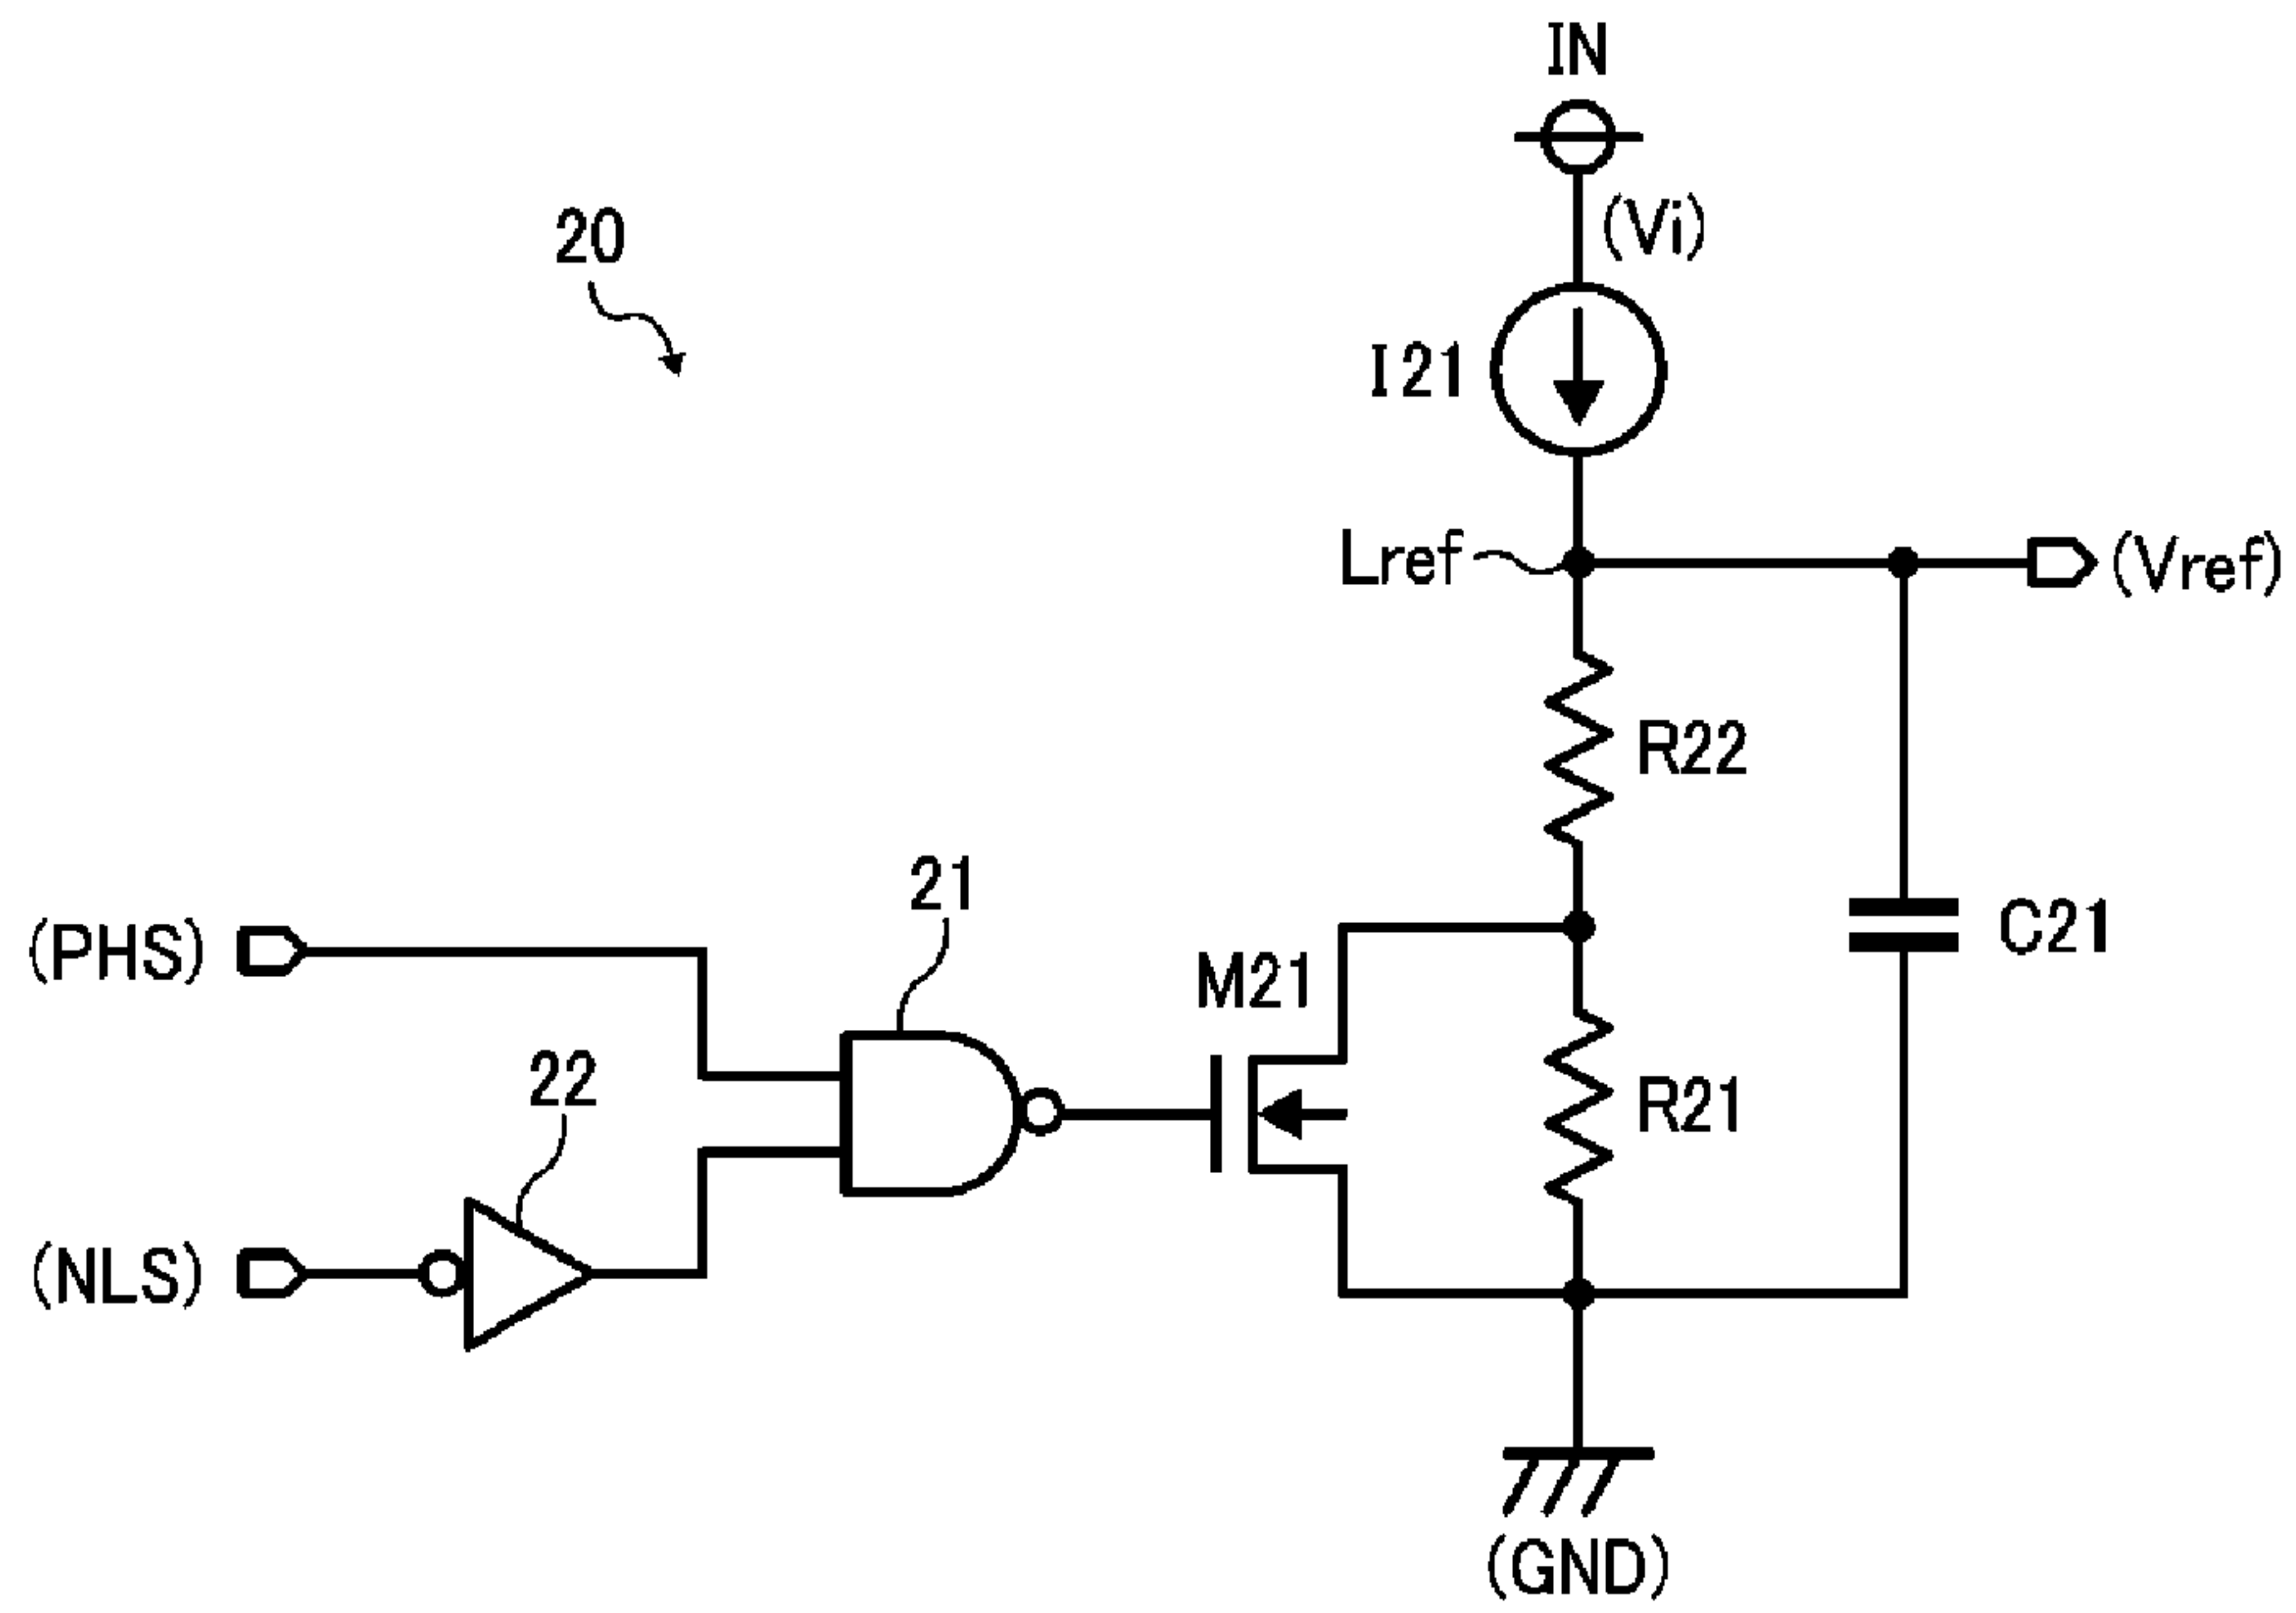 IN
(Vi)
20
I21
Lref
(Vref)
R22
21
(PHS)
M21
C21
22
R21
(NLS)
(GND)